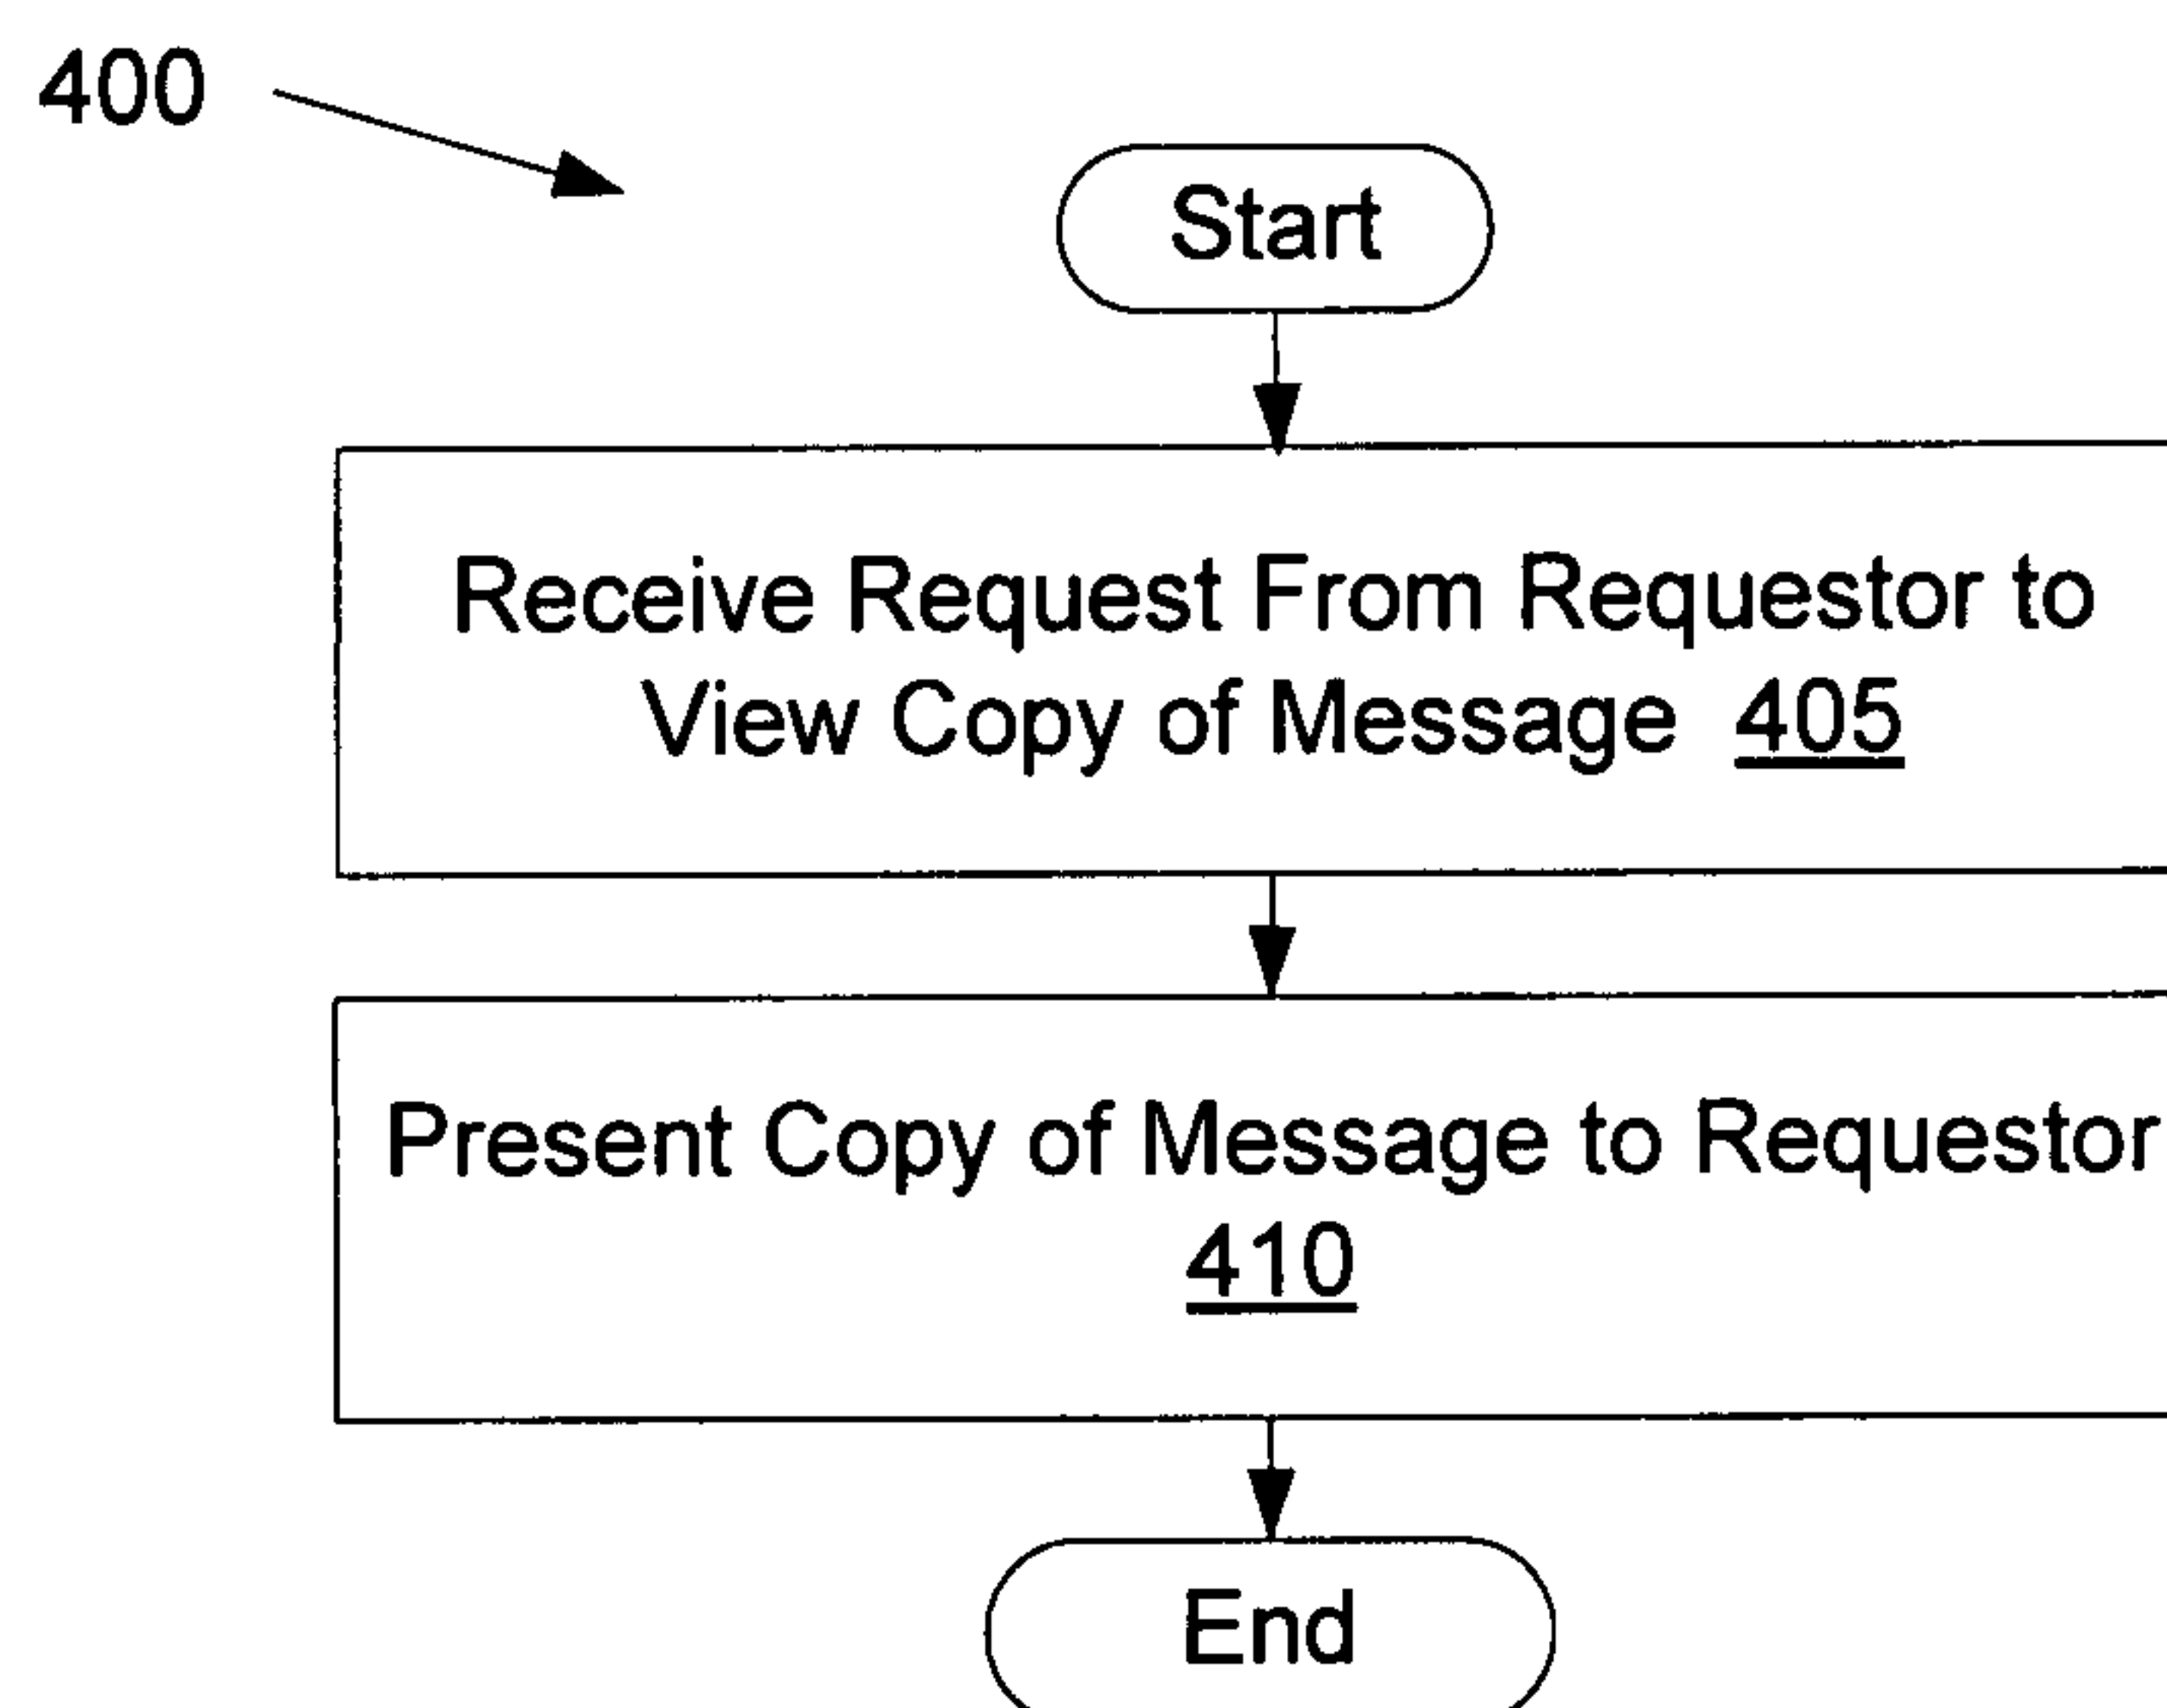 400
Start
Receive Request From Requestor to
View Copy of Message 405
Present Copy of Message to Requestor
410
End